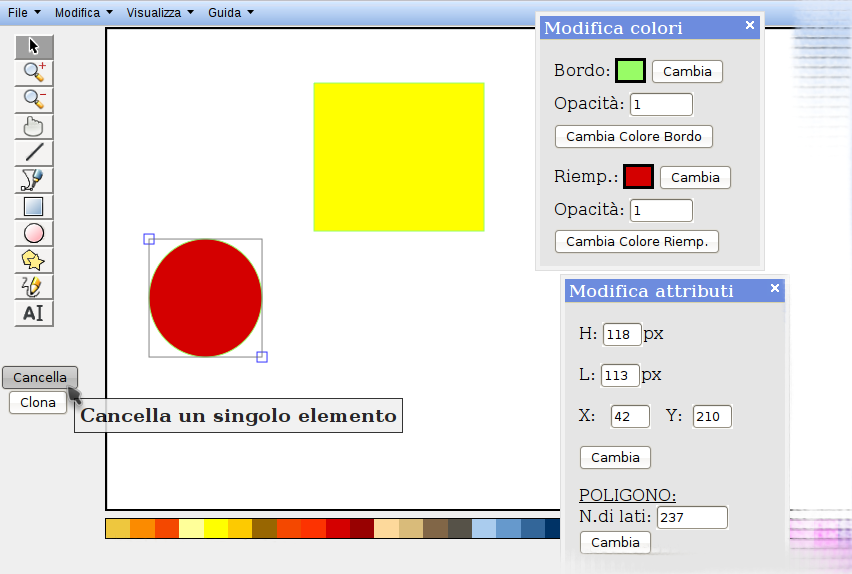 File Modifica Visualizza Guida
Modifica colori
Bordo: Cambia
Opacità: 1
Cambia Colore Bordo
Riemp.: Cambia
Opacità: 1
Cambia Colore Riemp.
Modifica attributi
H: 118 px
L: 113 px
X: 42 Y: 210
Cambia
POLIGONO:
N.di lati: 237
Cambia
AI
Cancella
Clona
Cancella un singolo elemento